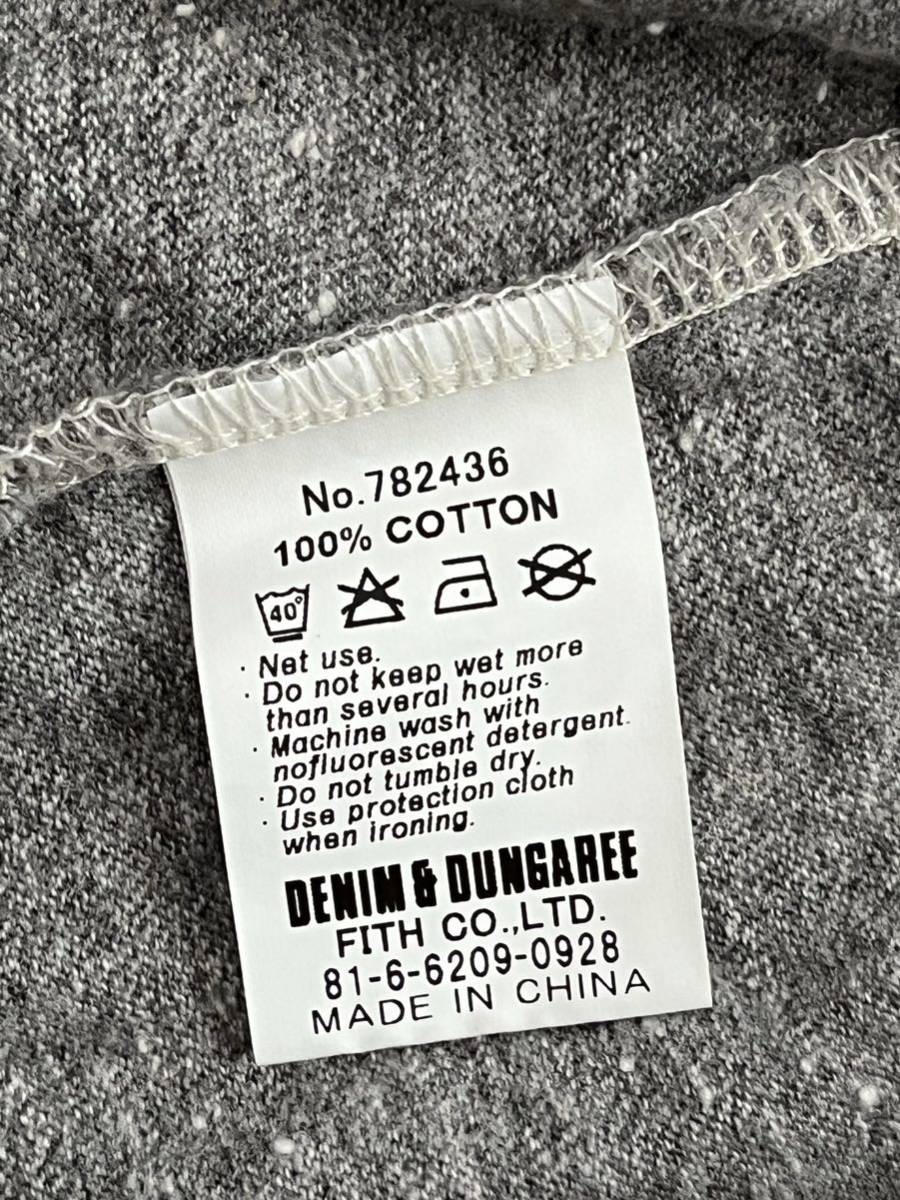 No.782436
100% COTTON
40°
· Net use.
· Do not keep wet more
than several hours.
· Machine wash with
nofluorescent detergent.
· Do not tumble dry.
· Use protection cloth
when ironing.
DENIM & DUNGAREE
FITH CO.,LTD.
81-6-6209-0928
MADE IN CHINA